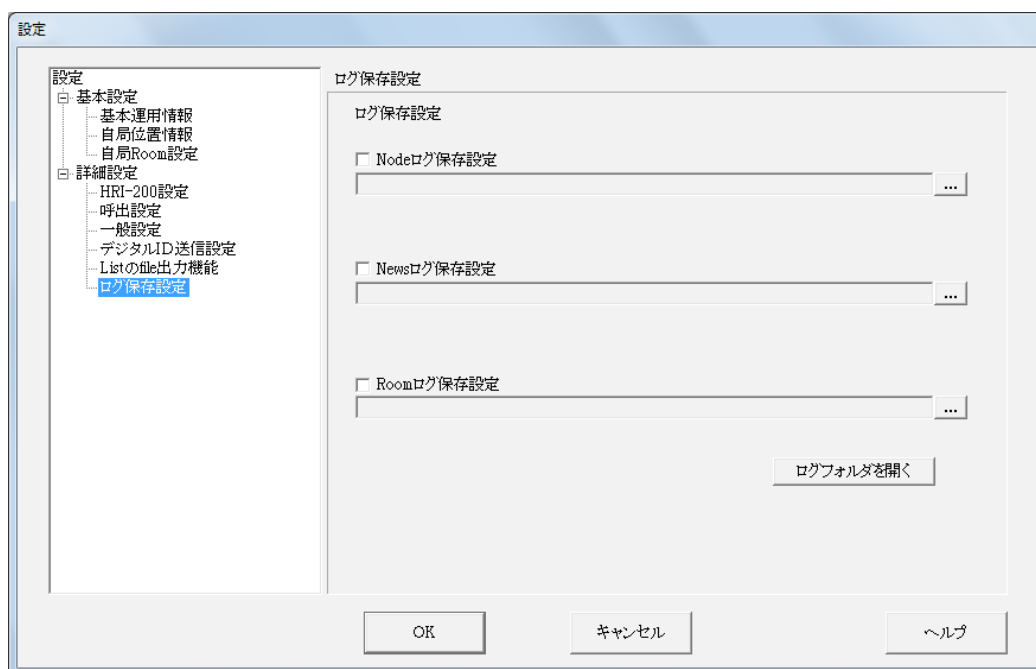 設定
設定
基本設定
基本運用情報
自局位置情報
自局Room設定
詳細設定
HRI-200設定
呼出設定
一般設定
デジタルID送信設定
Listのfile出力機能
ログ保存設定
ログ保存設定
ログ保存設定
Nodeログ保存設定
...
Newsログ保存設定
...
Roomログ保存設定
...
ログフォルダを開く
OK
キャンセル
ヘルプ